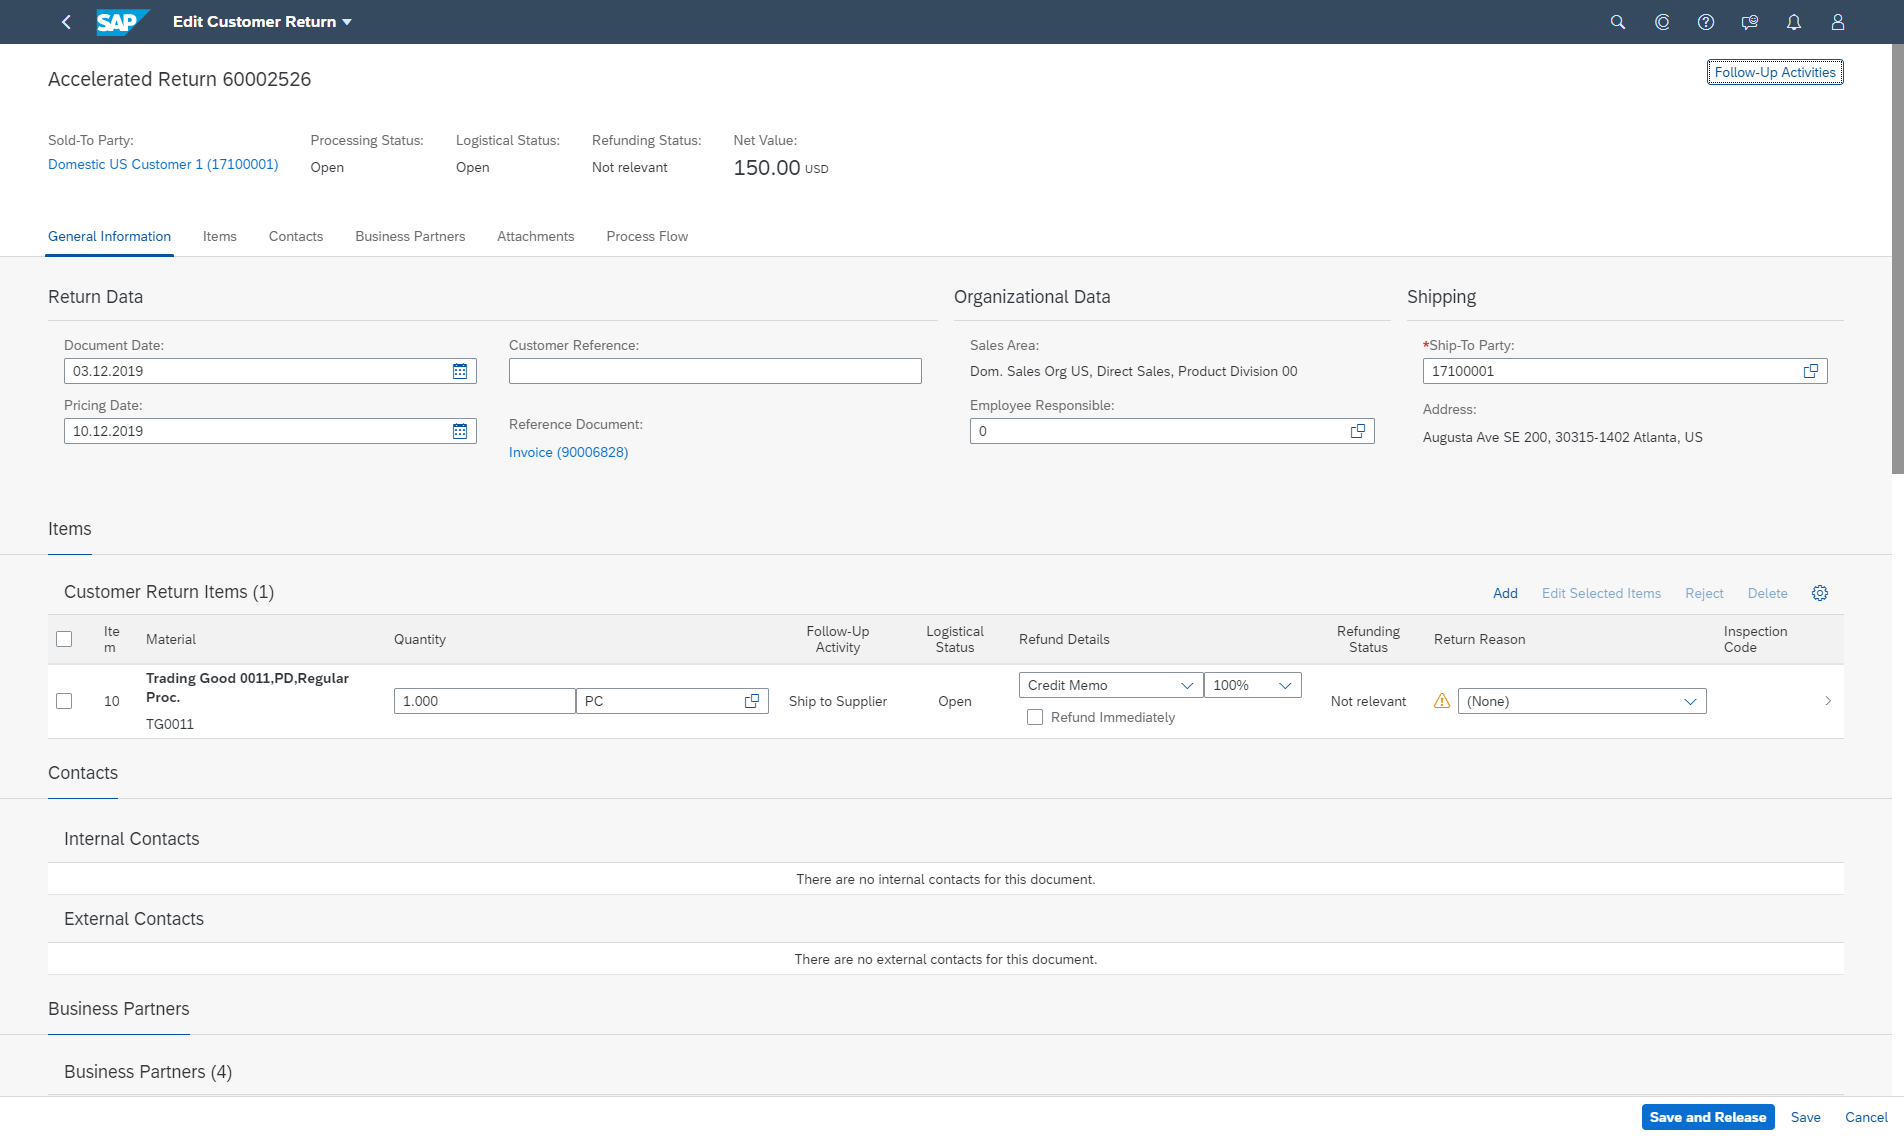 SAP Edit Customer Return
Accelerated Return 60002526
Follow-Up Activities
Sold-To Party:
Domestic US Customer 1 (17100001)
Processing Status:
Open
Logistical Status:
Open
Refunding Status:
Not relevant
Net Value:
150.00 USD
General Information Items Contacts Business Partners Attachments Process Flow
Return Data
Document Date:
03.12.2019
Pricing Date:
10.12.2019
Customer Reference:
Reference Document:
Invoice (90006828)
Organizational Data
Sales Area:
Dom. Sales Org US, Direct Sales, Product Division 00
Employee Responsible:
0
Shipping
*Ship-To Party:
17100001
Address:
Augusta Ave SE 200, 30315-1402 Atlanta, US
Items
Customer Return Items (1)
Add Edit Selected Items Reject Delete
Ite
m
Material
Quantity
Follow-Up
Activity
Logistical
Status
Refund Details
Refunding
Status
Return Reason
Inspection
Code
10
Trading Good 0011,PD,Regular
Proc.
TG0011
1.000
PC
Ship to Supplier
Open
Credit Memo
100%
Refund Immediately
Not relevant
(None)
Contacts
Internal Contacts
There are no internal contacts for this document.
External Contacts
There are no external contacts for this document.
Business Partners
Business Partners (4)
Save and Release Save Cancel